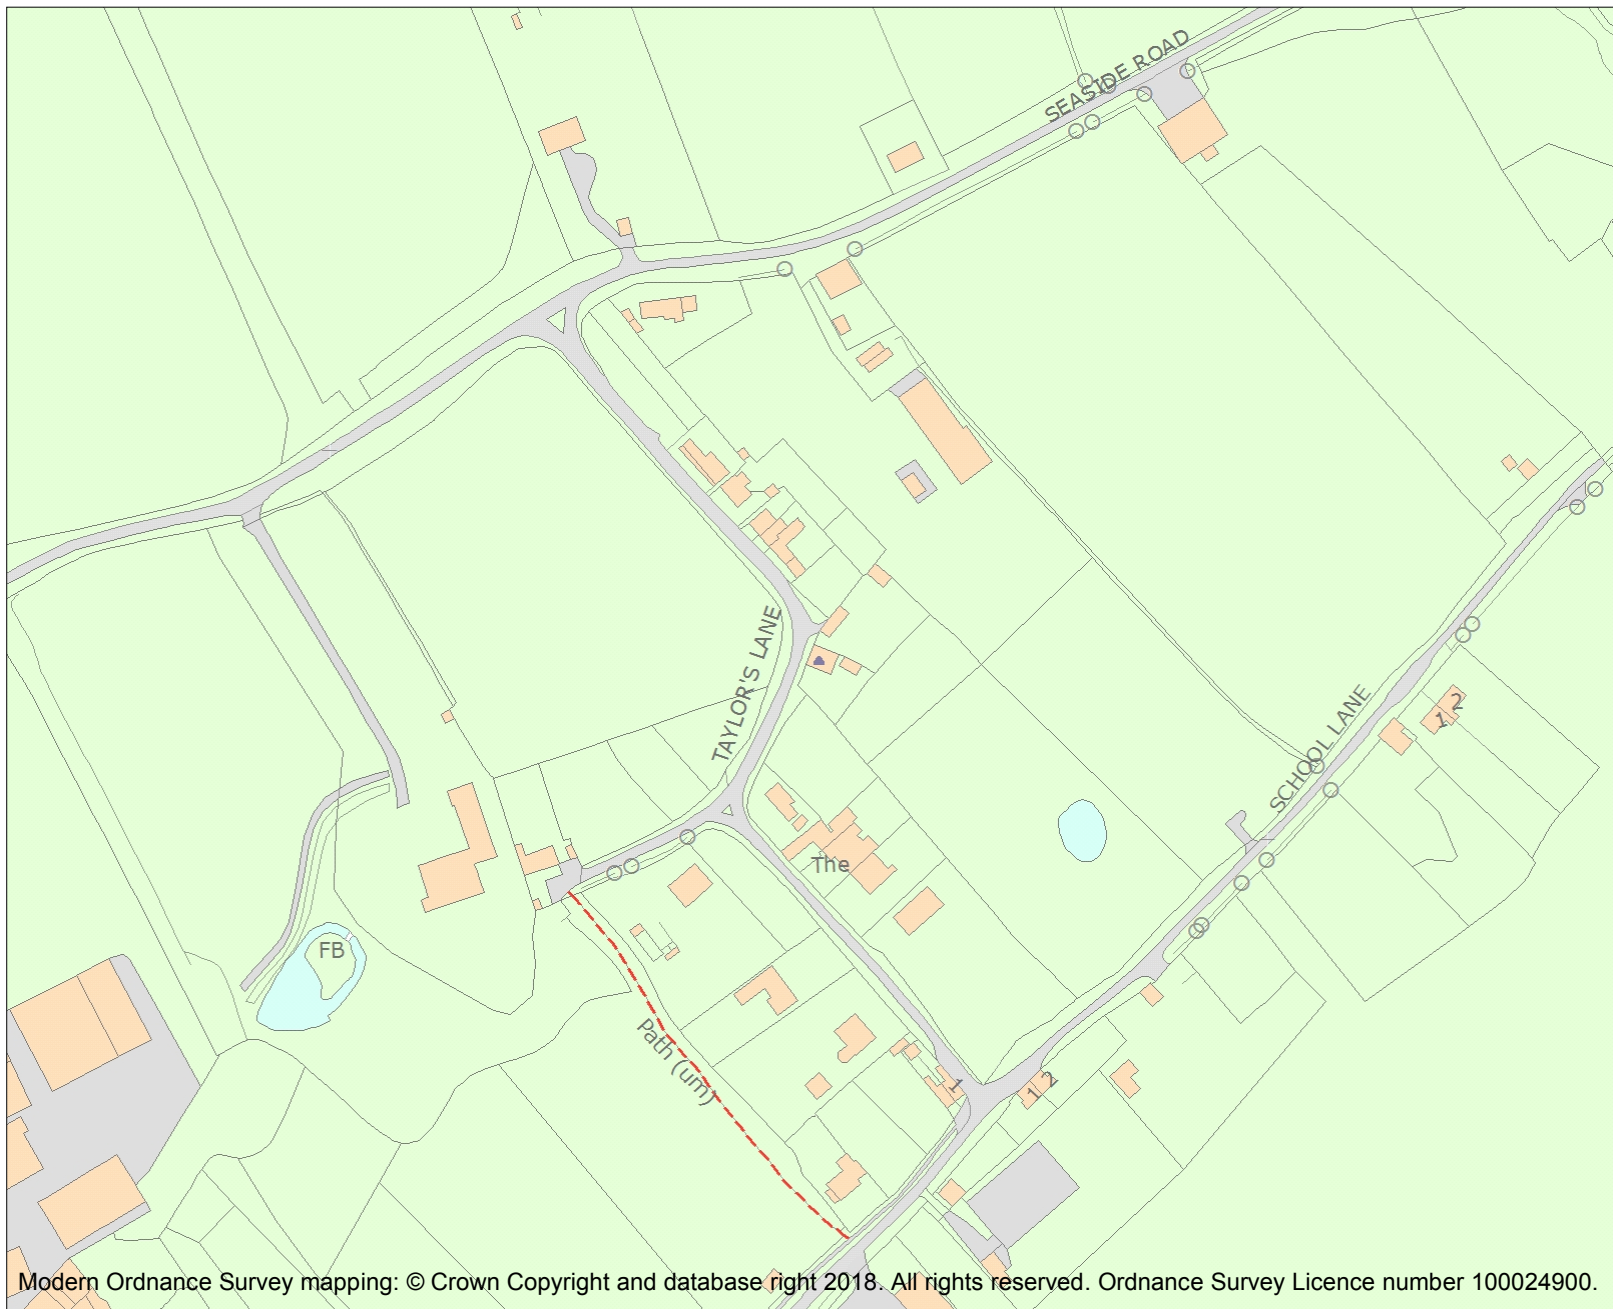 SEASIDE ROAD
TAYLOR'S LANE
SCHOOL LANE
1 2
The
FB
Path (um)
1
1 2
Modern Ordnance Survey mapping: © Crown Copyright and database right 2018. All rights reserved. Ordnance Survey Licence number 100024900.